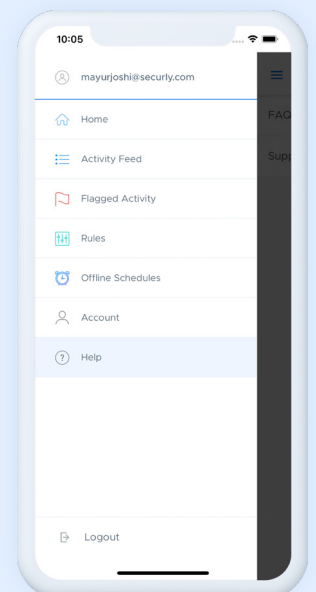 10:05
mayurjoshi@securly.com
Home
FAQ
Activity Feed
Supp
Flagged Activity
Rules
Offline Schedules
Account
Help
Logout